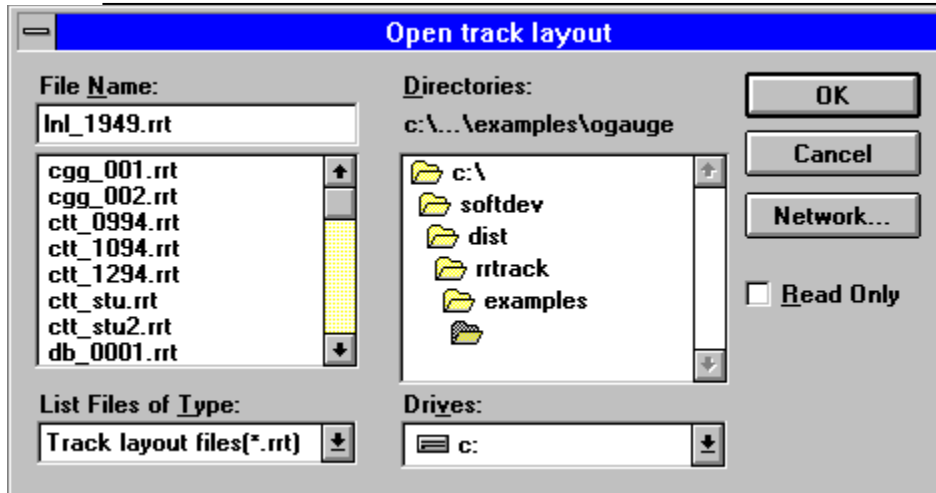 Open track layout
File Name:
lnl_1949.rrt
cgg_001.rrt
cgg_002.rrt
ctt_0994.rrt
ctt_1094.rrt
ctt_1294.rrt
ctt_stu.rrt
ctt_stu2.rrt
db_0001.rrt
List Files of Type:
Track layout files(*.rrt)
Directories:
c:\...\examples\ogauge
c:\
softdev
dist
rrtrack
examples
Drives:
c:
OK
Cancel
Network...
Read Only